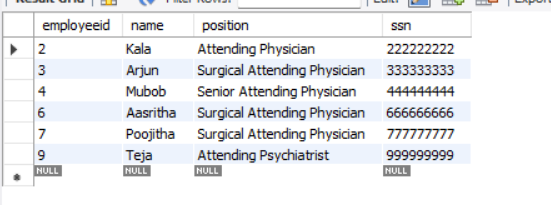 Result Grid Filter Rows: Edit: Export
employeeid name position ssn
2 Kala Attending Physician 222222222
3 Arjun Surgical Attending Physician 333333333
4 Mubob Senior Attending Physician 444444444
6 Aasritha Surgical Attending Physician 666666666
7 Poojitha Surgical Attending Physician 777777777
9 Teja Attending Psychiatrist 999999999
NULL NULL NULL NULL